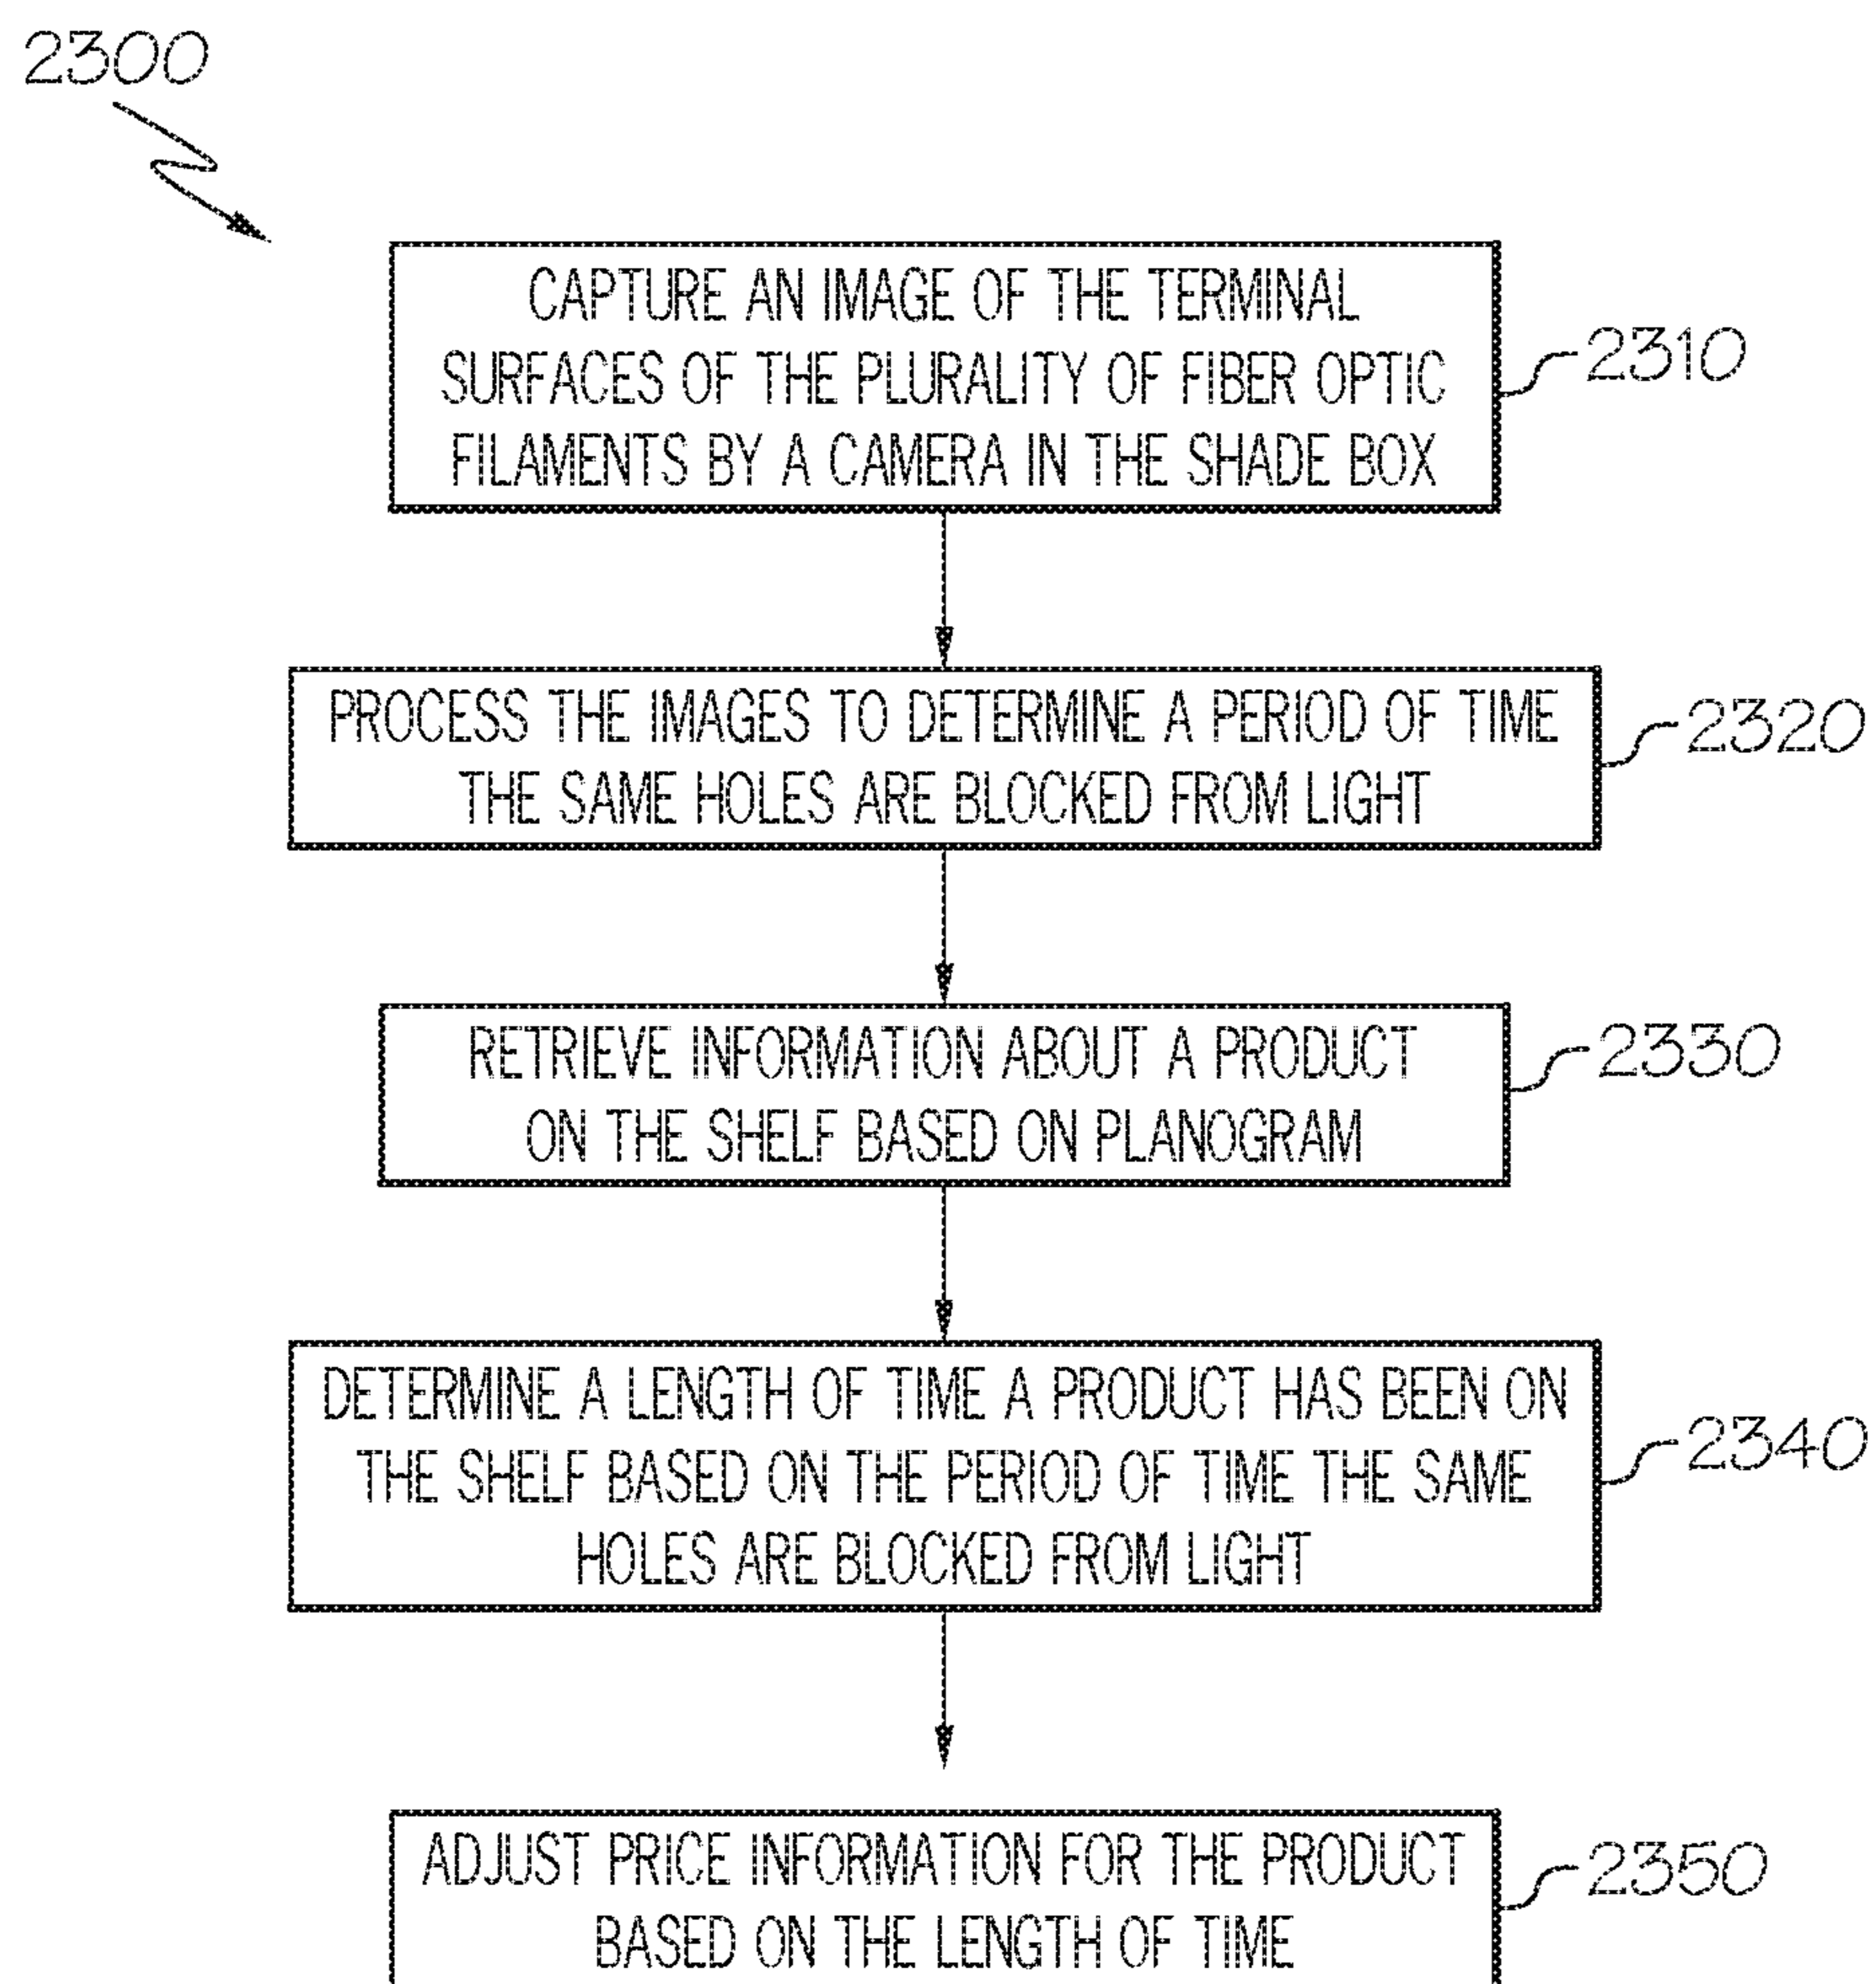 2300
CAPTURE AN IMAGE OF THE TERMINAL
SURFACES OF THE PLURALITY OF FIBER OPTIC
FILAMENTS BY A CAMERA IN THE SHADE BOX
2310
PROCESS THE IMAGES TO DETERMINE A PERIOD OF TIME
THE SAME HOLES ARE BLOCKED FROM LIGHT
2320
RETRIEVE INFORMATION ABOUT A PRODUCT
ON THE SHELF BASED ON PLANOGRAM
2330
DETERMINE A LENGTH OF TIME A PRODUCT HAS BEEN ON
THE SHELF BASED ON THE PERIOD OF TIME THE SAME
HOLES ARE BLOCKED FROM LIGHT
2340
ADJUST PRICE INFORMATION FOR THE PRODUCT
BASED ON THE LENGTH OF TIME
2350